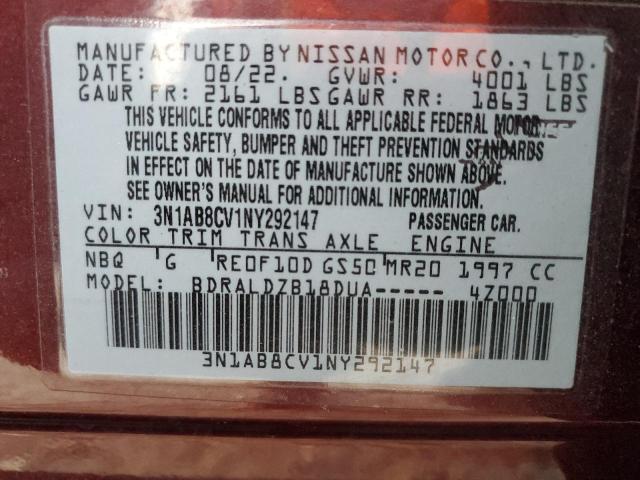 MANUFACTURED BY NISSAN MOTOR CO., LTD.
DATE: 08/22. GVWR: 4001 LBS
GAWR FR: 2161 LBS GAWR RR: 1863 LBS
THIS VEHICLE CONFORMS TO ALL APPLICABLE FEDERAL MOTOR
VEHICLE SAFETY, BUMPER AND THEFT PREVENTION STANDARDS
IN EFFECT ON THE DATE OF MANUFACTURE SHOWN ABOVE.
SEE OWNER'S MANUAL FOR ADDITIONAL INFORMATION.
VIN: 3N1AB8CV1NY292147 PASSENGER CAR.
COLOR TRIM TRANS AXLE ENGINE
NBQ G RE0F10D GS50 MR20 1997 CC
MODEL: BDRALDZB18DUA----- 4Z000
3N1AB8CV1NY292147